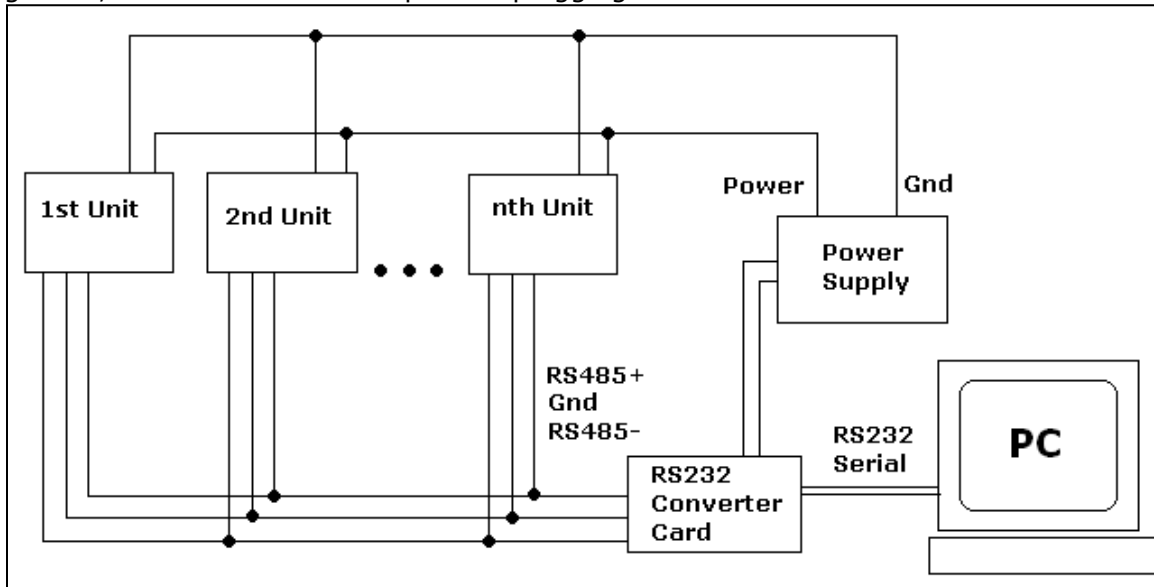 1st Unit
2nd Unit
nth Unit
Power
Gnd
Power
Supply
RS485+
Gnd
RS485-
RS232
Converter
Card
RS232
Serial
PC